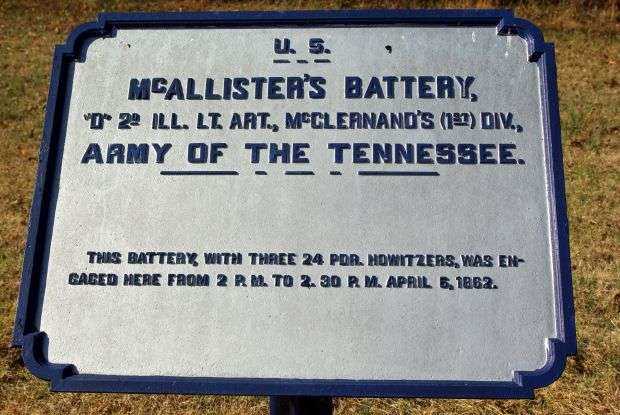 U. S.
McALLISTER'S BATTERY,
"D" 2D ILL. LT. ART., McCLERNAND'S (1ST) DIV.,
ARMY OF THE TENNESSEE.
THIS BATTERY, WITH THREE 24 PDR. HOWITZERS, WAS EN-
GAGED HERE FROM 2 P. M. TO 2. 30 P. M. APRIL 6, 1862.